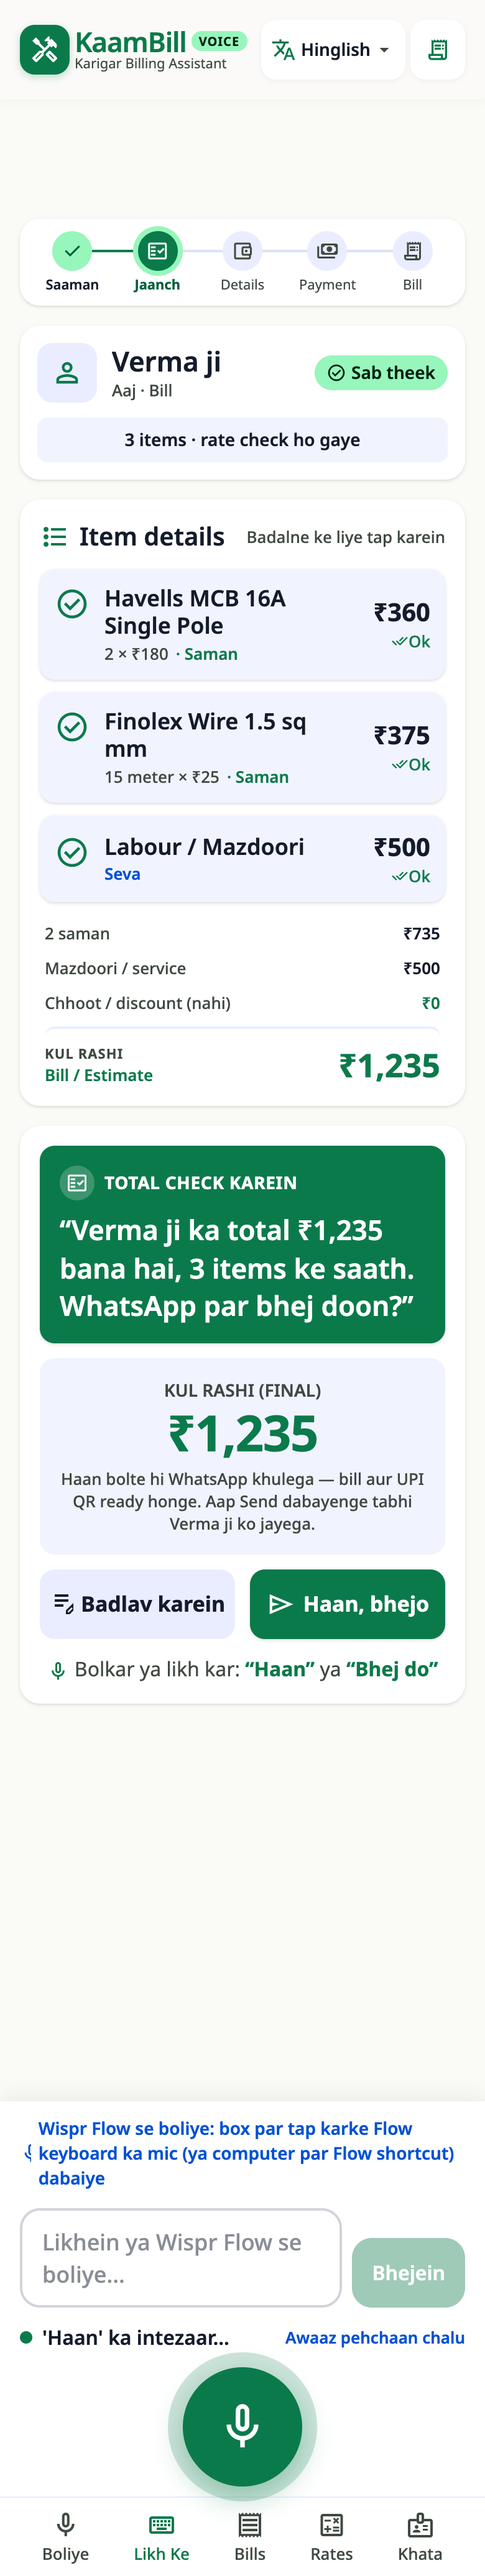 KaamBill VOICE
Karigar Billing Assistant
Hinglish
Saaman
Jaanch
Details
Payment
Bill
Verma ji
Aaj · Bill
Sab theek
3 items · rate check ho gaye
Item details
Badalne ke liye tap karein
Havells MCB 16A
Single Pole
2 × ₹180 · Saman
₹360
Ok
Finolex Wire 1.5 sq
mm
15 meter × ₹25 · Saman
₹375
Ok
Labour / Mazdoori
Seva
₹500
Ok
2 saman ₹735
Mazdoori / service ₹500
Chhoot / discount (nahi) ₹0
KUL RASHI
Bill / Estimate
₹1,235
TOTAL CHECK KAREIN
“Verma ji ka total ₹1,235
bana hai, 3 items ke saath.
WhatsApp par bhej doon?”
KUL RASHI (FINAL)
₹1,235
Haan bolte hi WhatsApp khulega — bill aur UPI
QR ready honge. Aap Send dabayenge tabhi
Verma ji ko jayega.
Badlav karein
Haan, bhejo
Bolkar ya likh kar: “Haan” ya “Bhej do”
Wispr Flow se boliye: box par tap karke Flow
keyboard ka mic (ya computer par Flow shortcut)
dabaiye
Likhein ya Wispr Flow se
boliye...
Bhejein
'Haan' ka intezaar...
Awaaz pehchaan chalu
Boliye
Likh Ke
Bills
Rates
Khata